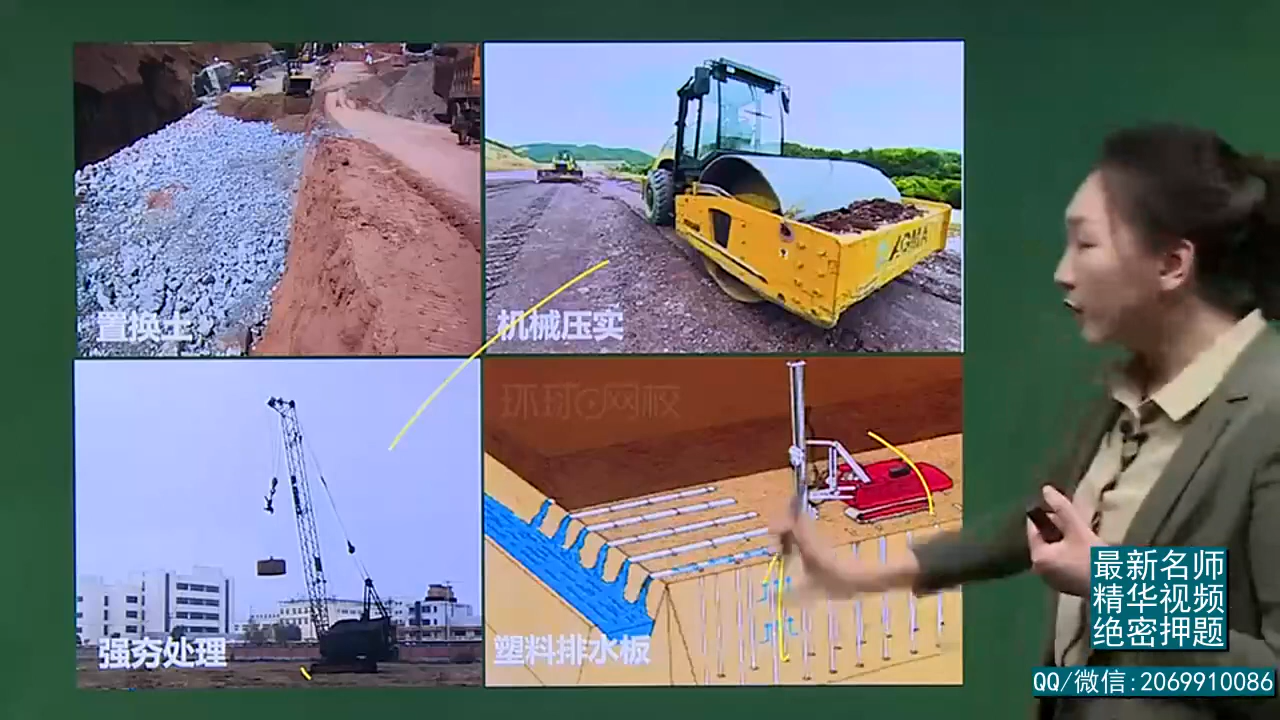 置换土
机械压实
AGMA
环球网校
强夯处理
塑料排水板
最新名师
精华视频
绝密押题
QQ/微信:2069910086